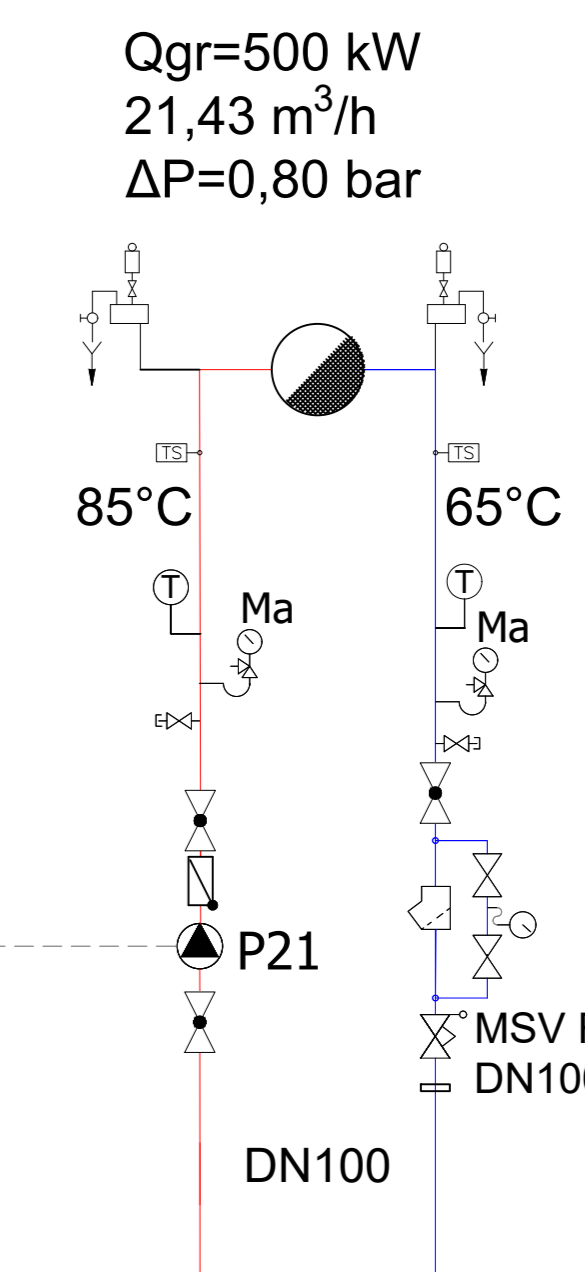 Qgr=500 kW
21,43 m³/h
ΔP=0,80 bar
TS
TS
85°C
65°C
T
T
Ma
Ma
P21
MSV
DN100
DN100